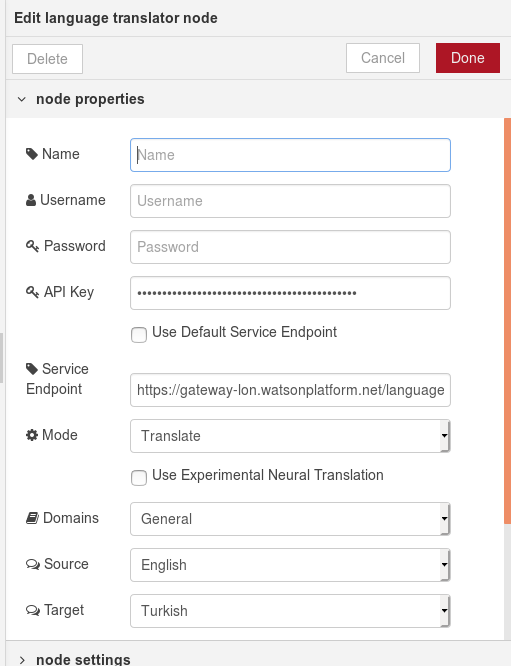 Edit language translator node
Delete
Cancel
Done
node properties
Name
Name
Username
Username
Password
Password
API Key
••••••••••••••••••••••••••••••••••••••••••••
Use Default Service Endpoint
Service
Endpoint
https://gateway-lon.watsonplatform.net/language
Mode
Translate
Use Experimental Neural Translation
Domains
General
Source
English
Target
Turkish
node settings